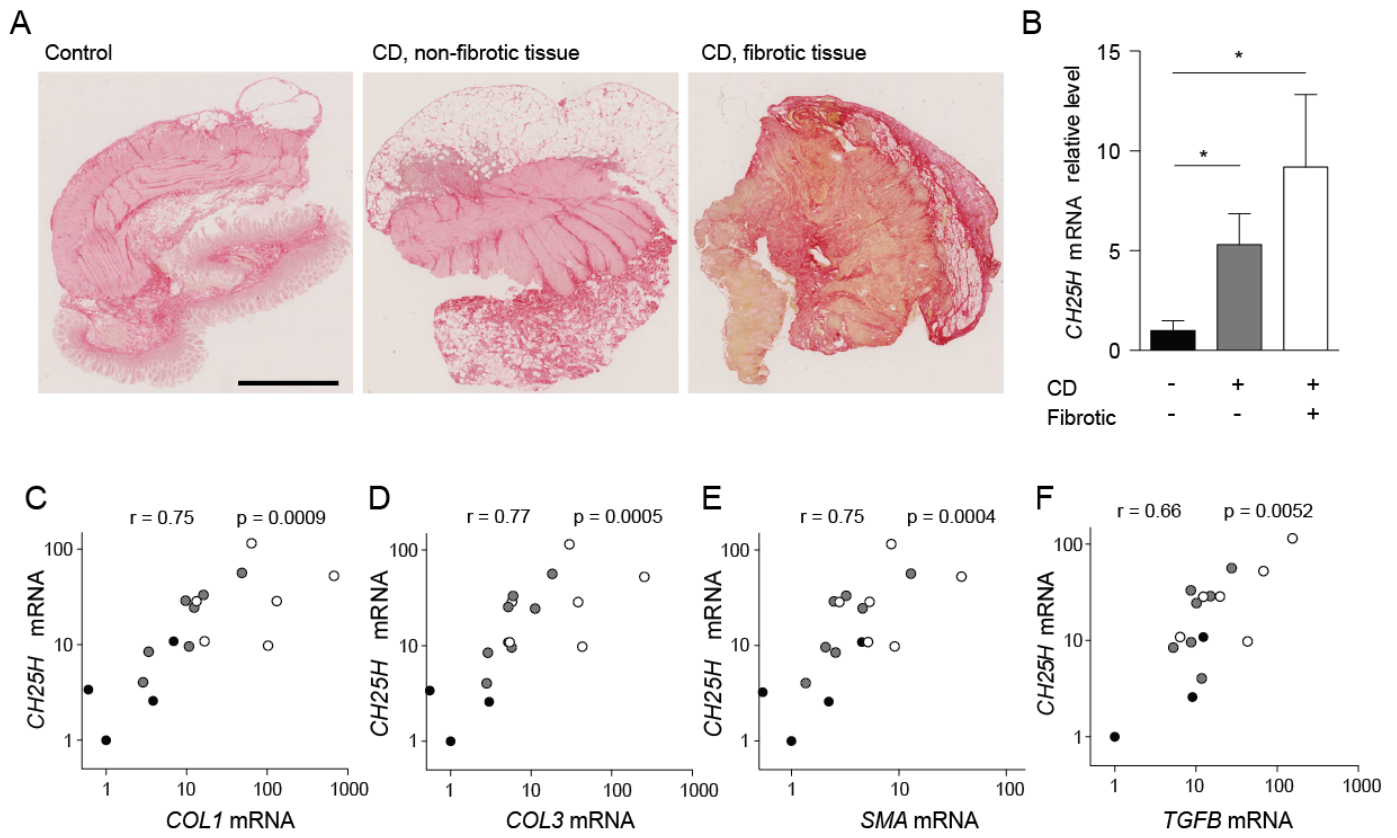 A
Control
CD, non-fibrotic tissue
CD, fibrotic tissue
B
CH25H mRNA relative level
15
10
5
0
*
*
CD - + +
Fibrotic - - +
C
r = 0.75 p = 0.0009
CH25H mRNA
100
10
1
1 10 100 1000
COL1 mRNA
D
r = 0.77 p = 0.0005
CH25H mRNA
100
10
1
1 10 100 1000
COL3 mRNA
E
r = 0.75 p = 0.0004
CH25H mRNA
100
10
1
1 10 100
SMA mRNA
F
r = 0.66 p = 0.0052
CH25H mRNA
100
10
1
1 10 100 1000
TGFB mRNA